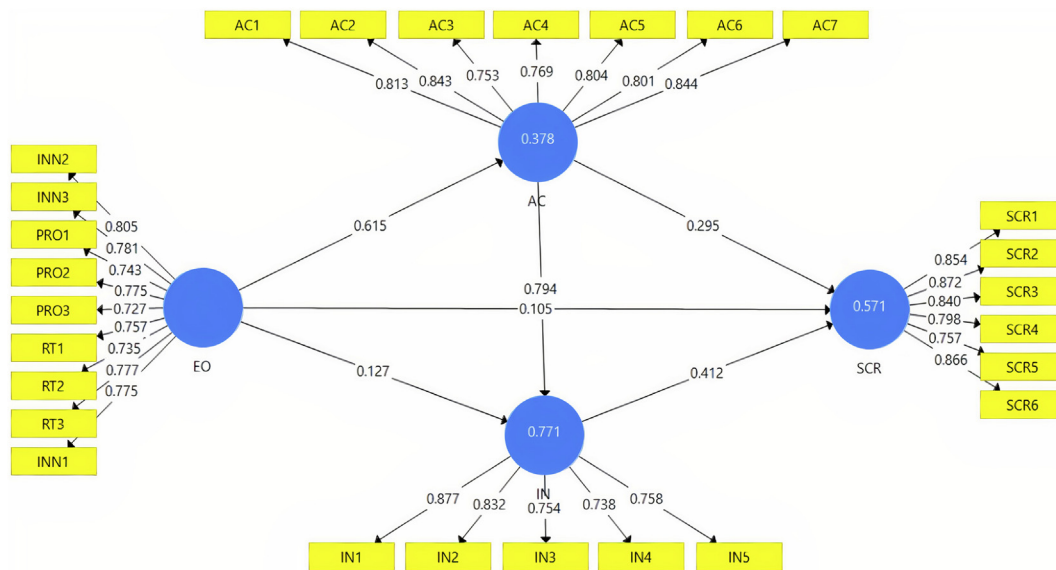 AC1 AC2 AC3 AC4 AC5 AC6 AC7
0.813 0.843 0.753 0.769 0.804 0.801 0.844
0.378
AC
INN2
INN3
PRO1
PRO2
PRO3
RT1
RT2
RT3
INN1
0.805
0.781
0.743
0.775
0.727
0.757
0.735
0.777
0.775
EO
0.615
0.295
0.794
0.105
0.127
0.412
0.571
SCR
0.854
0.872
0.840
0.798
0.757
0.866
SCR1
SCR2
SCR3
SCR4
SCR5
SCR6
0.771
IN
0.877 0.832 0.754 0.738 0.758
IN1 IN2 IN3 IN4 IN5